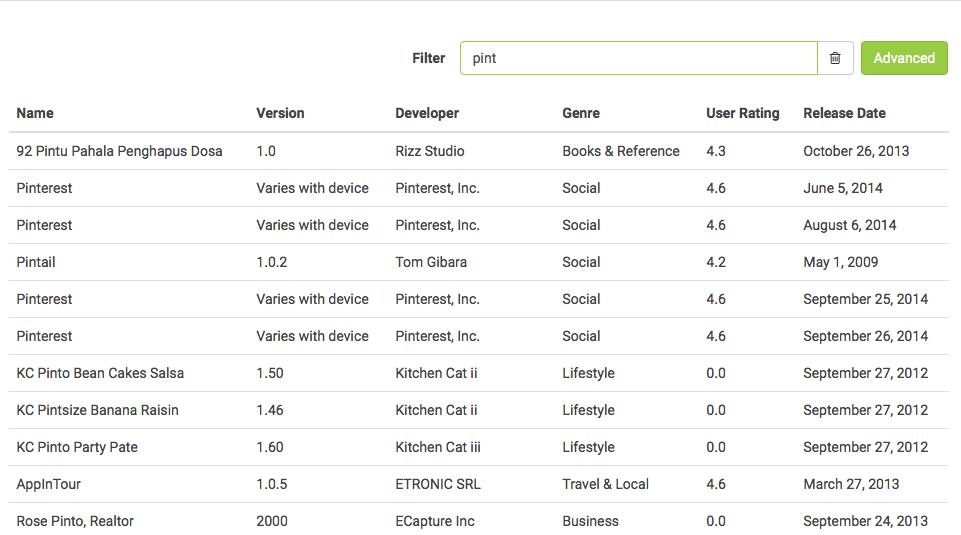 Filter pint Advanced
Name Version Developer Genre User Rating Release Date
92 Pintu Pahala Penghapus Dosa 1.0 Rizz Studio Books & Reference 4.3 October 26, 2013
Pinterest Varies with device Pinterest, Inc. Social 4.6 June 5, 2014
Pinterest Varies with device Pinterest, Inc. Social 4.6 August 6, 2014
Pintail 1.0.2 Tom Gibara Social 4.2 May 1, 2009
Pinterest Varies with device Pinterest, Inc. Social 4.6 September 25, 2014
Pinterest Varies with device Pinterest, Inc. Social 4.6 September 26, 2014
KC Pinto Bean Cakes Salsa 1.50 Kitchen Cat ii Lifestyle 0.0 September 27, 2012
KC Pintsize Banana Raisin 1.46 Kitchen Cat ii Lifestyle 0.0 September 27, 2012
KC Pinto Party Pate 1.60 Kitchen Cat iii Lifestyle 0.0 September 27, 2012
AppInTour 1.0.5 ETRONIC SRL Travel & Local 4.6 March 27, 2013
Rose Pinto, Realtor 2000 ECapture Inc Business 0.0 September 24, 2013